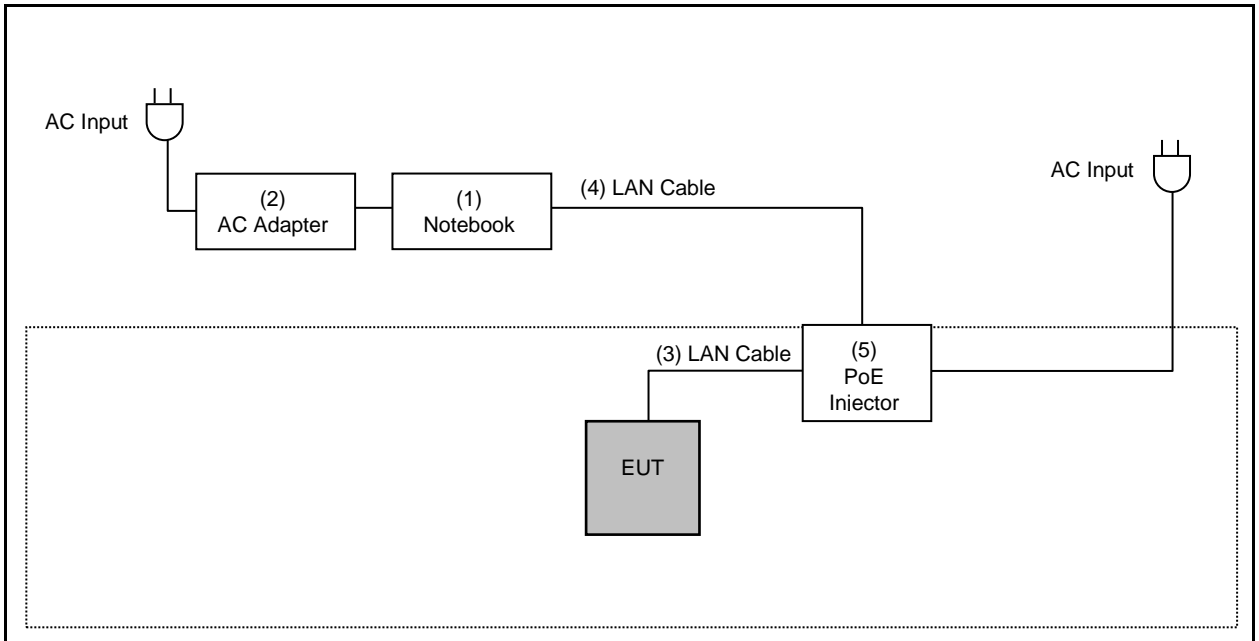 AC Input
AC Input
(2)
AC Adapter
(1)
Notebook
(4) LAN Cable
(3) LAN Cable
(5)
PoE
Injector
EUT